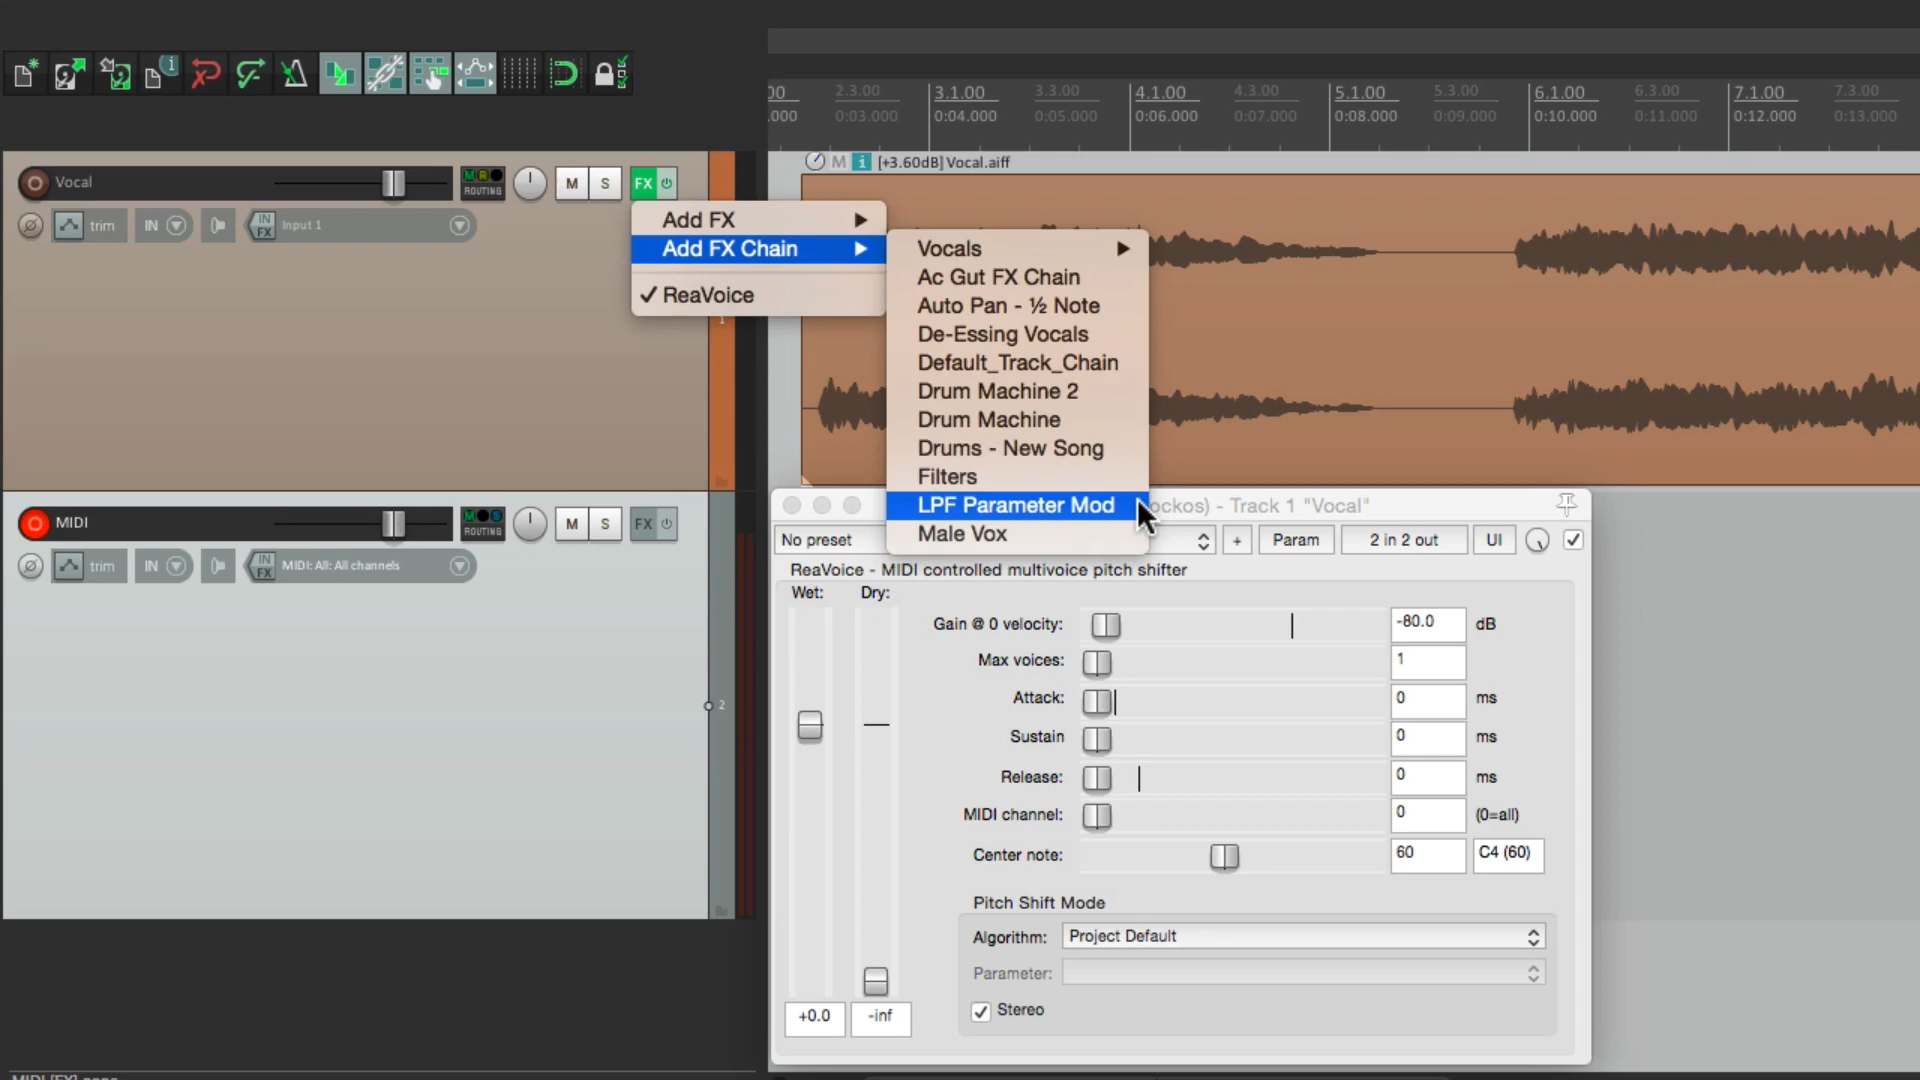 00
.000
2.3.00
0:03.000
3.1.00
0:04.000
3.3.00
0:05.000
4.1.00
0:06.000
4.3.00
0:07.000
5.1.00
0:08.000
5.3.00
0:09.000
6.1.00
0:10.000
6.3.00
0:11.000
7.1.00
0:12.000
7.3.00
0:13.000
M i [+3.60dB] Vocal.aiff
Vocal
ROUTING
M S FX
trim IN IN FX Input 1
1
Add FX
Add FX Chain
✓ ReaVoice
Vocals
Ac Gut FX Chain
Auto Pan - ½ Note
De-Essing Vocals
Default_Track_Chain
Drum Machine 2
Drum Machine
Drums - New Song
Filters
LPF Parameter Mod
Male Vox
MIDI
ROUTING
M S FX
trim IN IN FX MIDI: All: All channels
2
ockos) - Track 1 "Vocal"
No preset + Param 2 in 2 out UI
ReaVoice - MIDI controlled multivoice pitch shifter
Wet: Dry:
Gain @ 0 velocity: -80.0 dB
Max voices: 1
Attack: 0 ms
Sustain 0 ms
Release: 0 ms
MIDI channel: 0 (0=all)
Center note: 60 C4 (60)
Pitch Shift Mode
Algorithm: Project Default
Parameter:
Stereo
+0.0 -inf